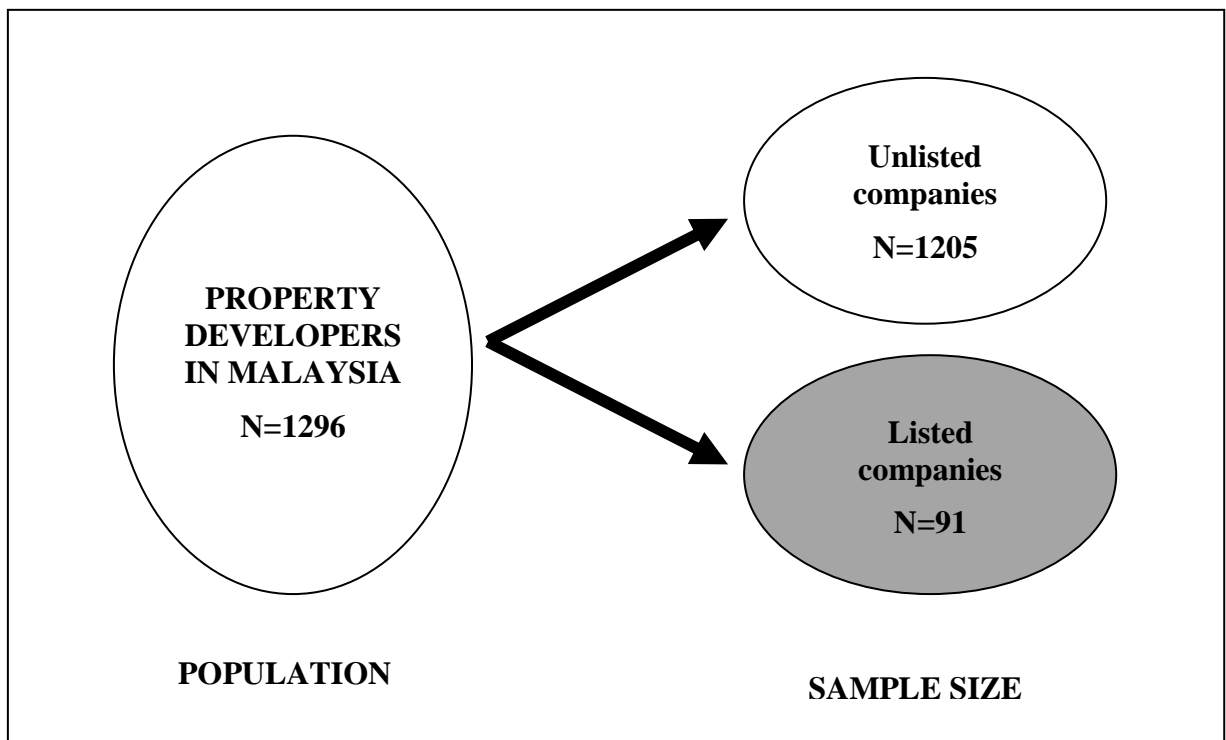 PROPERTY
DEVELOPERS
IN MALAYSIA
N=1296
POPULATION
Unlisted
companies
N=1205
Listed
companies
N=91
SAMPLE SIZE